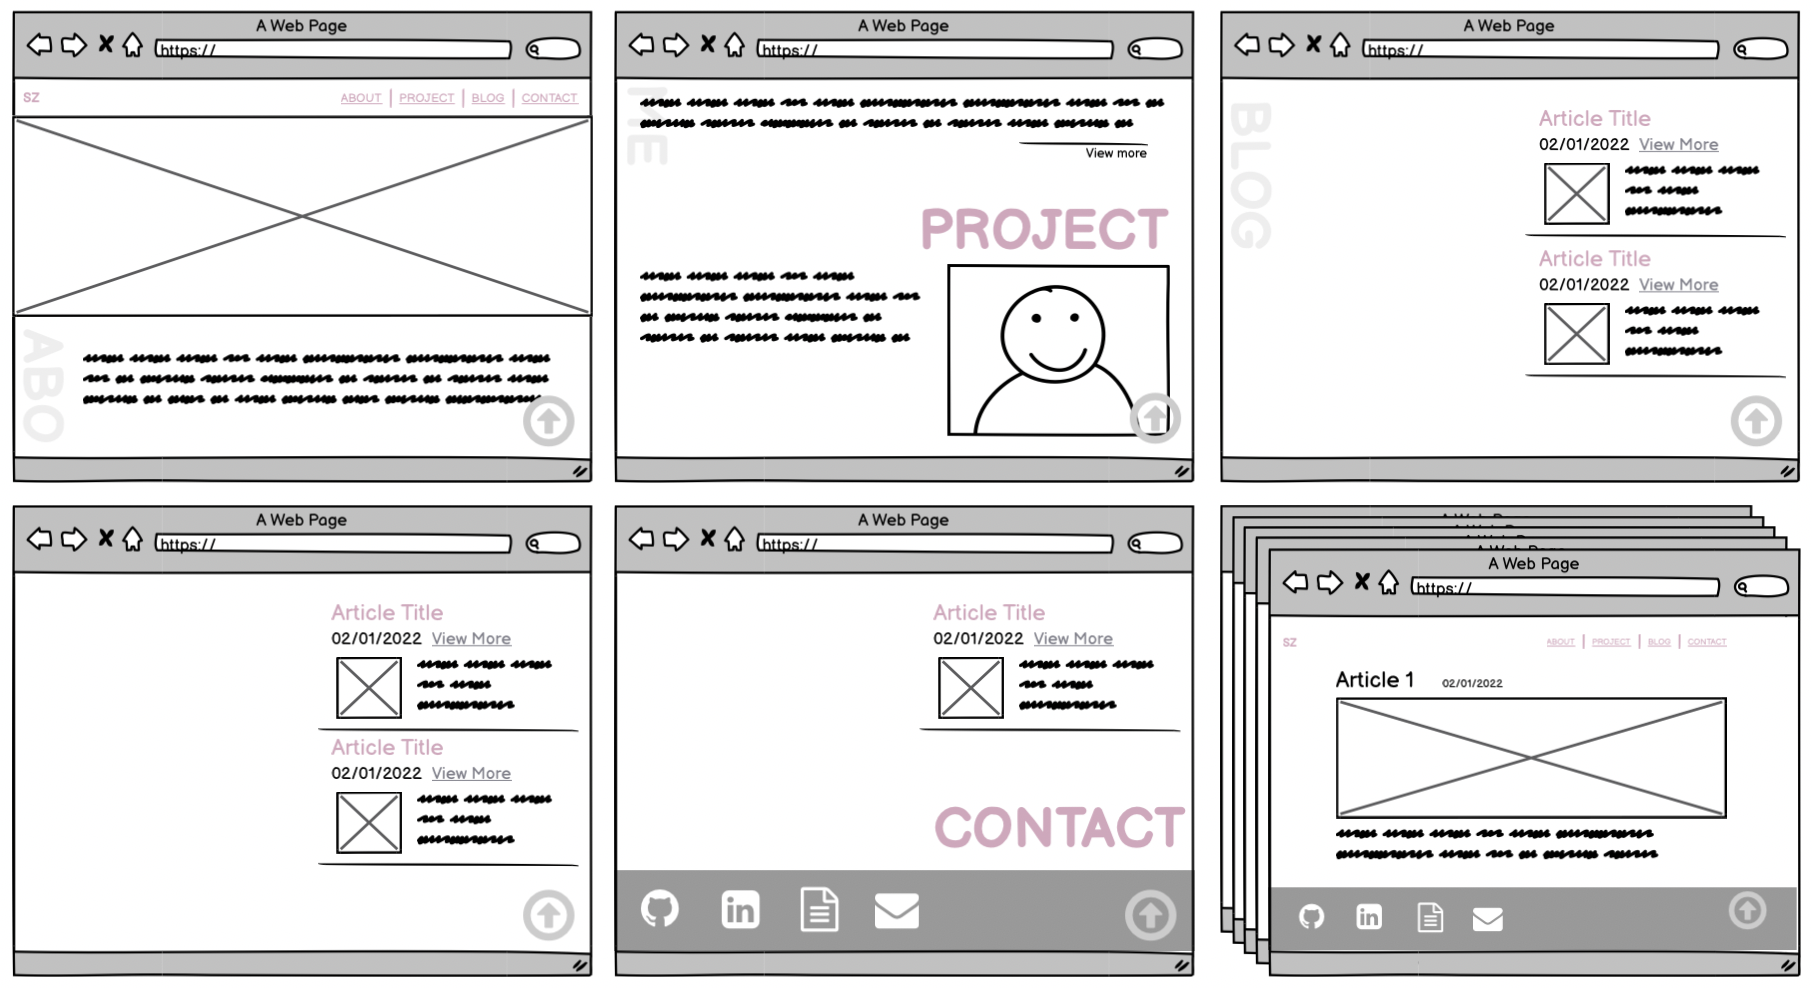 A Web Page
https://
SZ
ABOUT | PROJECT | BLOG | CONTACT
ABO
A Web Page
https://
ME
View more
PROJECT
A Web Page
https://
BLOG
Article Title
02/01/2022 View More
Article Title
02/01/2022 View More
A Web Page
https://
Article Title
02/01/2022 View More
Article Title
02/01/2022 View More
A Web Page
https://
Article Title
02/01/2022 View More
CONTACT
in
A Web Page
https://
SZ
ABOUT | PROJECT | BLOG | CONTACT
Article 1 02/01/2022
in